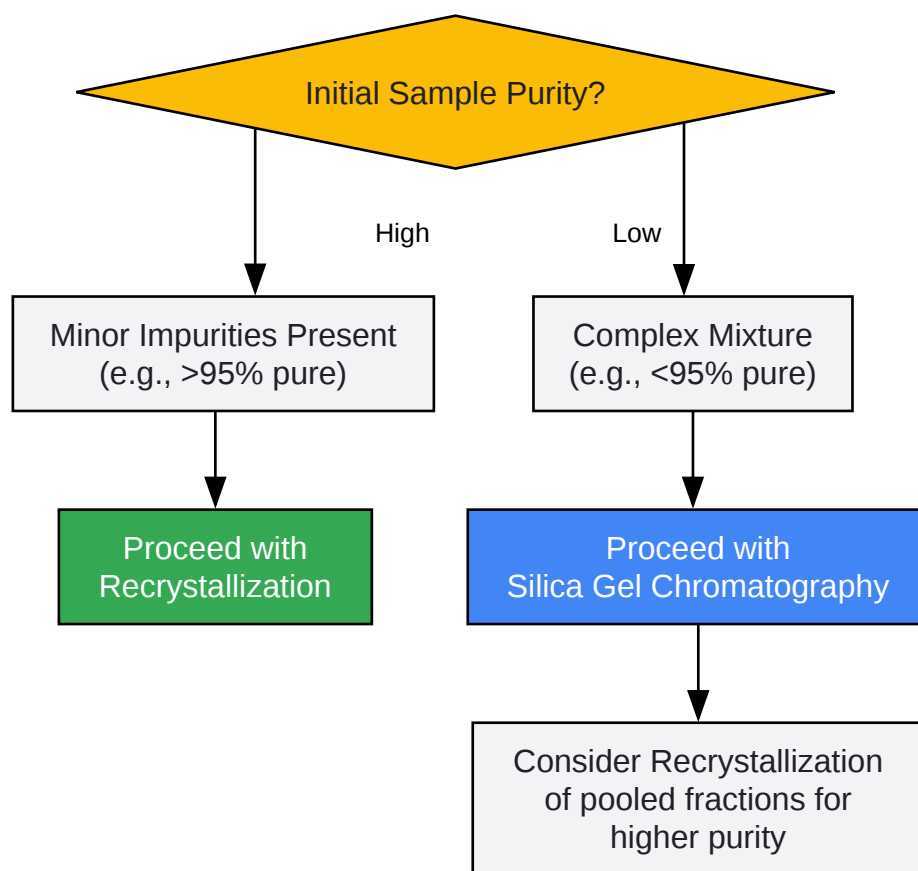 Initial Sample Purity?
High
Low
Minor Impurities Present
(e.g., >95% pure)
Complex Mixture
(e.g., <95% pure)
Proceed with
Recrystallization
Proceed with
Silica Gel Chromatography
Consider Recrystallization
of pooled fractions for
higher purity